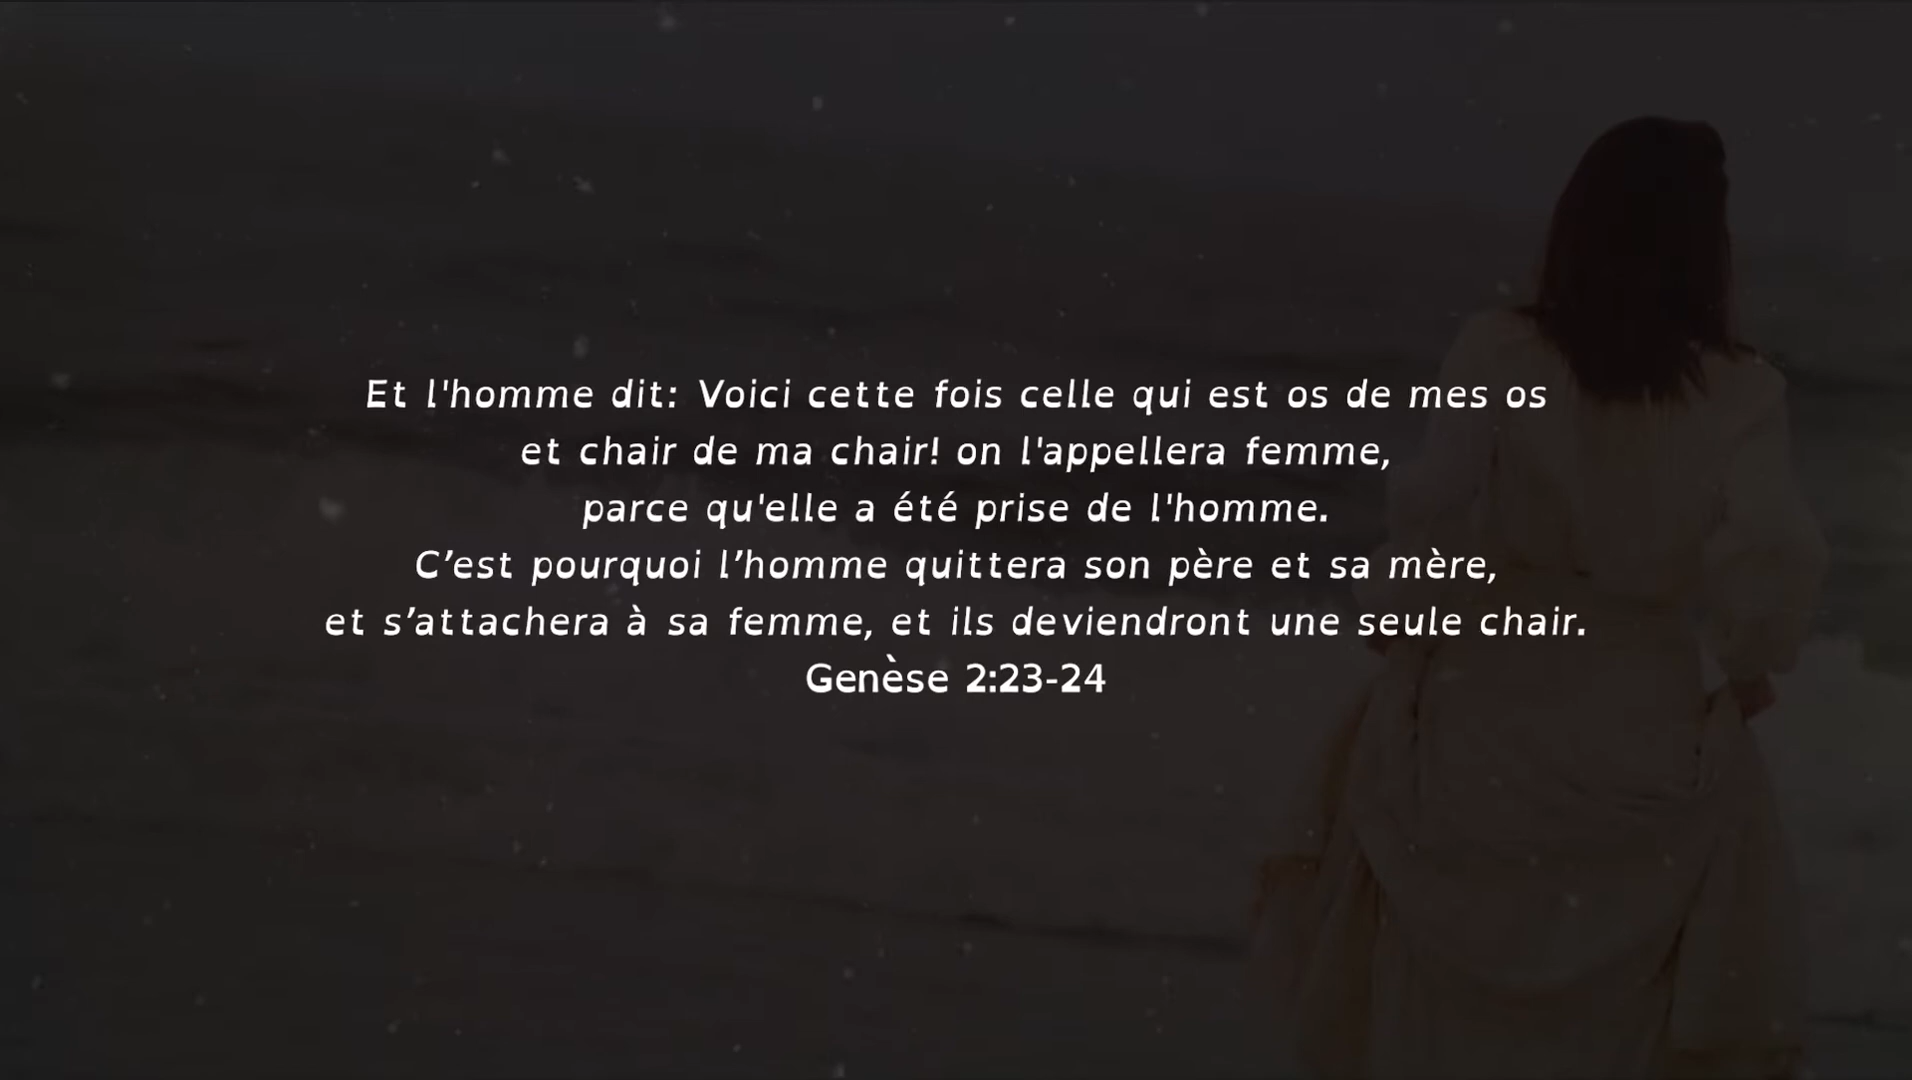 Et l'homme dit: Voici cette fois celle qui est os de mes os
et chair de ma chair! on l'appellera femme,
parce qu'elle a été prise de l'homme.
C’est pourquoi l’homme quittera son père et sa mère,
et s’attachera à sa femme, et ils deviendront une seule chair.
Genèse 2:23-24